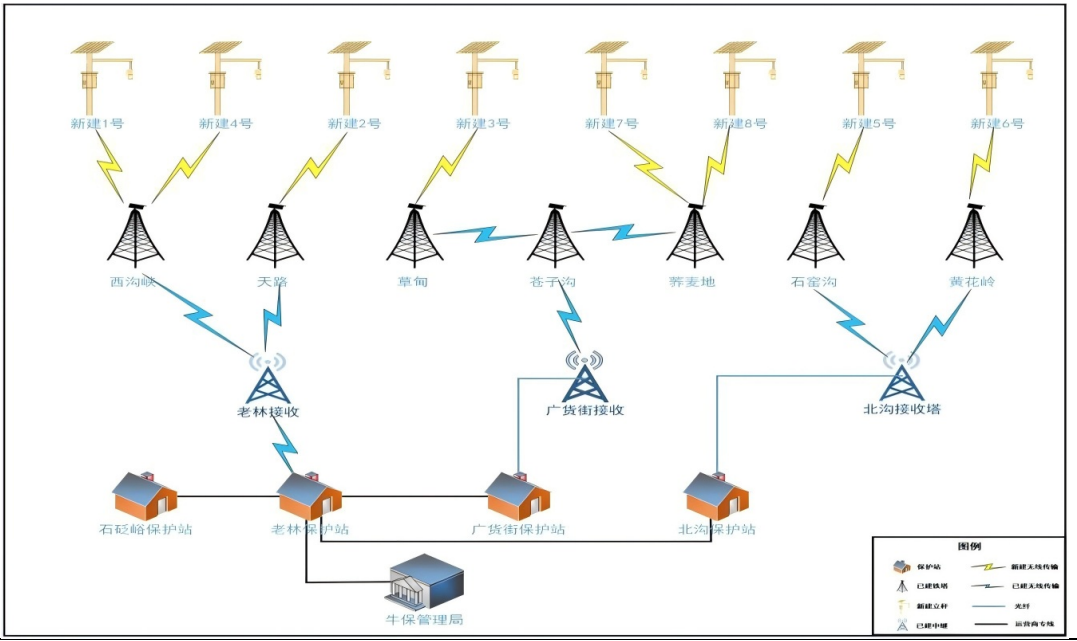 新建1号
新建4号
新建2号
新建3号
新建7号
新建8号
新建5号
新建6号
西沟峡
天路
草甸
苍子沟
荞麦地
石窑沟
黄花岭
老林接收
广货街接收
北沟接收塔
石砭峪保护站
老林保护站
广货街保护站
北沟保护站
牛保管理局
图例
保护站
新建无线传输
已建铁塔
已建无线传输
新建立杆
光纤
已建中继
运营商专线